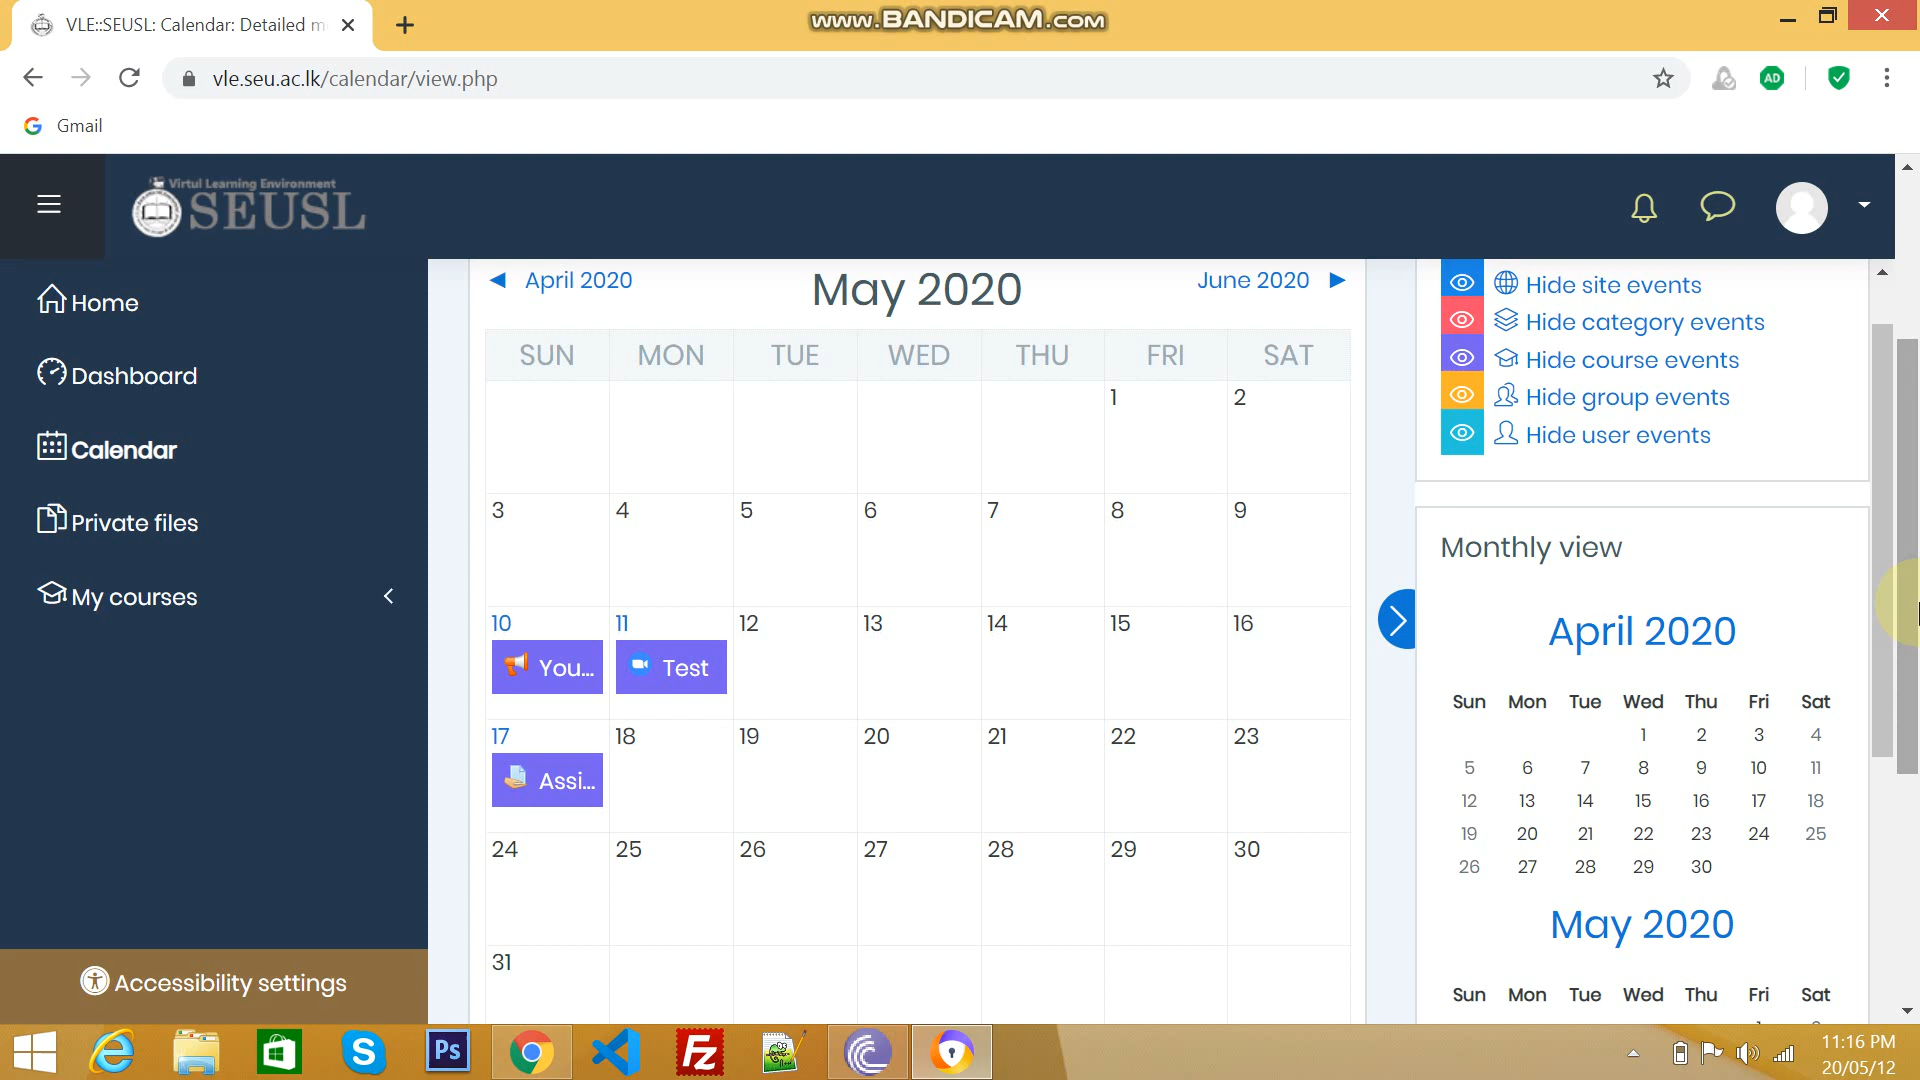 VLE::SEUSL: Calendar: Detailed m
www.BANDICAM.com
vle.seu.ac.lk/calendar/view.php
AD
Gmail
Virtul Learning Environment
SEUSL
Home
Dashboard
Calendar
Private files
My courses
Accessibility settings
April 2020
May 2020
June 2020
SUN MON TUE WED THU FRI SAT
1 2
3 4 5 6 7 8 9
10 11 12 13 14 15 16
You... Test
17 18 19 20 21 22 23
Assi...
24 25 26 27 28 29 30
31
Hide site events
Hide category events
Hide course events
Hide group events
Hide user events
Monthly view
April 2020
Sun Mon Tue Wed Thu Fri Sat
1 2 3 4
5 6 7 8 9 10 11
12 13 14 15 16 17 18
19 20 21 22 23 24 25
26 27 28 29 30
May 2020
Sun Mon Tue Wed Thu Fri Sat
S
Ps
Fz
11:16 PM
20/05/12